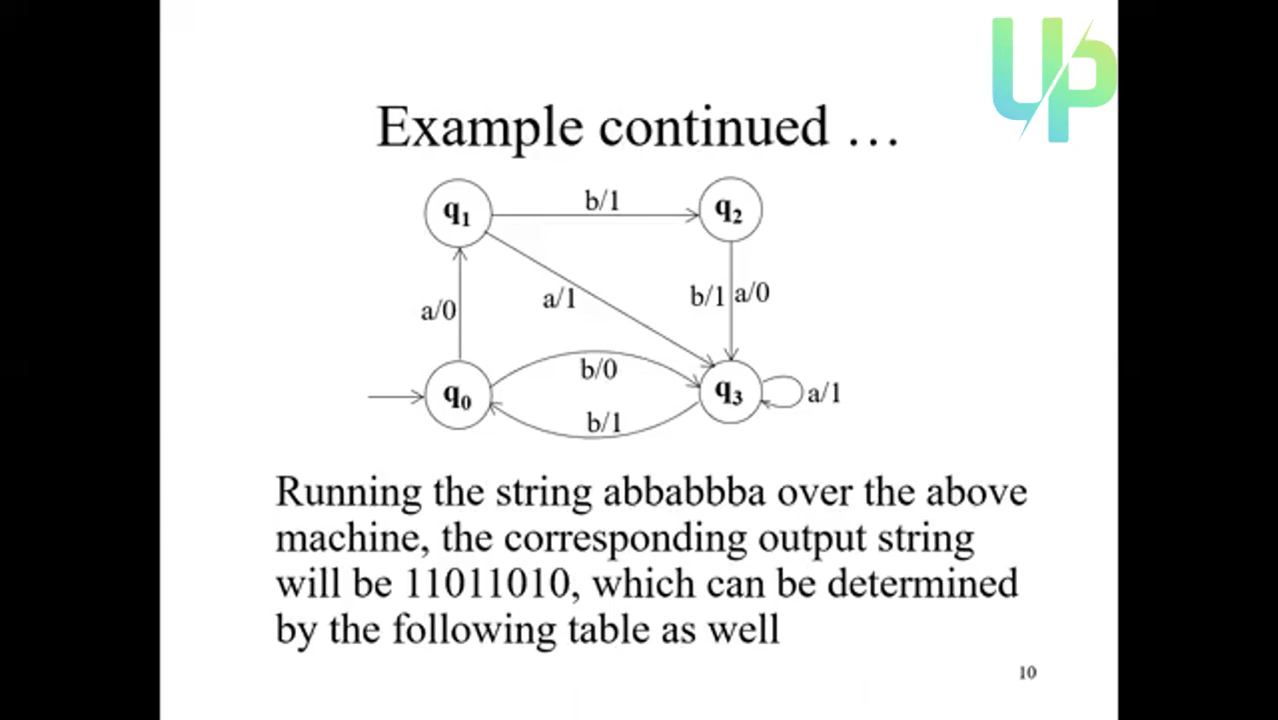 UP
Example continued …
q1
b/1
q2
a/0
a/1
b/1
a/0
b/0
q0
q3
a/1
b/1
Running the string abbabbba over the above
machine, the corresponding output string
will be 11011010, which can be determined
by the following table as well
10